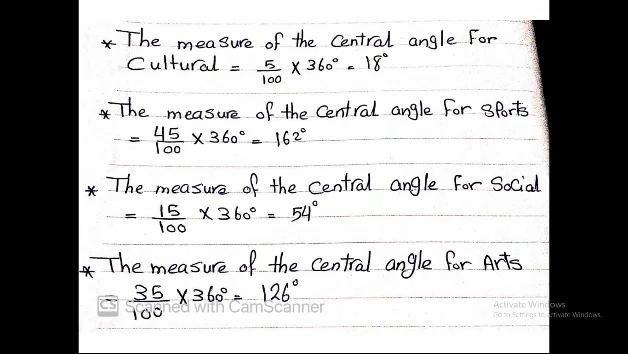 * The measure of the Central angle For
Cultural = 5/100 × 360° = 18°
* The measure of the Central angle For Sports
= 45/100 × 360° = 162°
* The measure of the Central angle For Social
= 15/100 × 360° = 54°
* The measure of the Central angle for Arts
= 35/100 × 360° = 126°
CS Scanned with CamScanner
Activate Windows
Go to Settings to activate Windows.